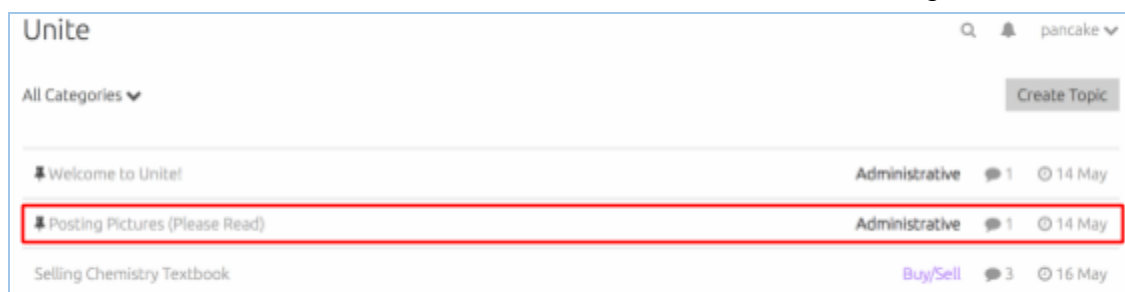 Unite pancake
All Categories Create Topic
Welcome to Unite! Administrative 1 14 May
Posting Pictures (Please Read) Administrative 1 14 May
Selling Chemistry Textbook Buy/Sell 3 16 May